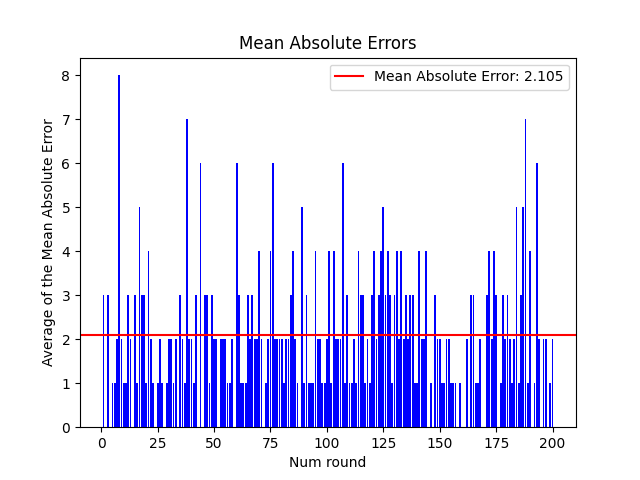 Mean Absolute Errors
Mean Absolute Error: 2.105
Average of the Mean Absolute Error
8
7
6
5
4
3
2
1
0
0 25 50 75 100 125 150 175 200
Num round